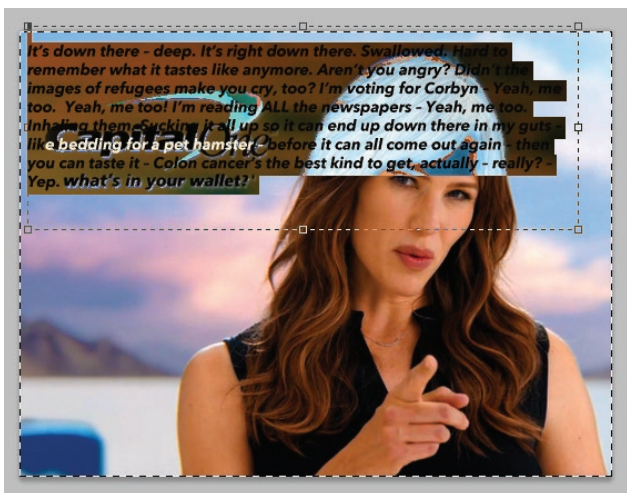 It's down there – deep. It's right down there. Swallowed. Hard to
remember what it tastes like anymore. Aren't you angry? Didn't the
images of refugees make you cry, too? I'm voting for Corbyn – Yeah, me
too.  Yeah, me too! I'm reading ALL the newspapers – Yeah, me too.
Inhaling them. Sucking it all up so it can end up down there in my guts –
like bedding for a pet hamster – before it can all come out again – then
you can taste it – Colon cancer's the best kind to get, actually – really? –
Yep. what's in your wallet?'
Capital One